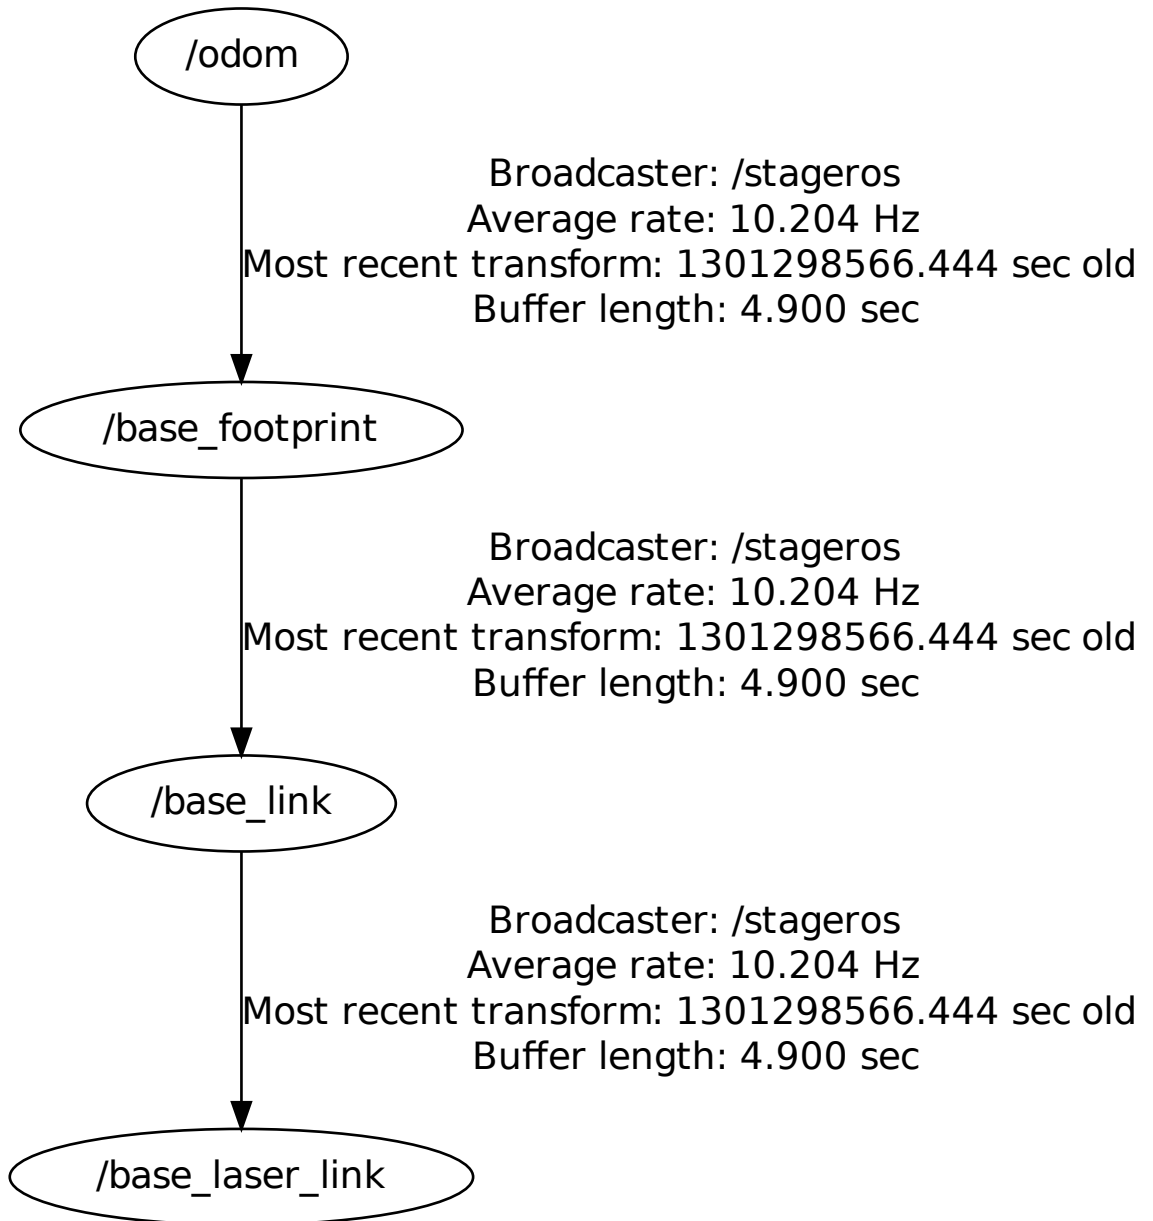 /odom
Broadcaster: /stageros
Average rate: 10.204 Hz
Most recent transform: 1301298566.444 sec old
Buffer length: 4.900 sec
/base_footprint
Broadcaster: /stageros
Average rate: 10.204 Hz
Most recent transform: 1301298566.444 sec old
Buffer length: 4.900 sec
/base_link
Broadcaster: /stageros
Average rate: 10.204 Hz
Most recent transform: 1301298566.444 sec old
Buffer length: 4.900 sec
/base_laser_link